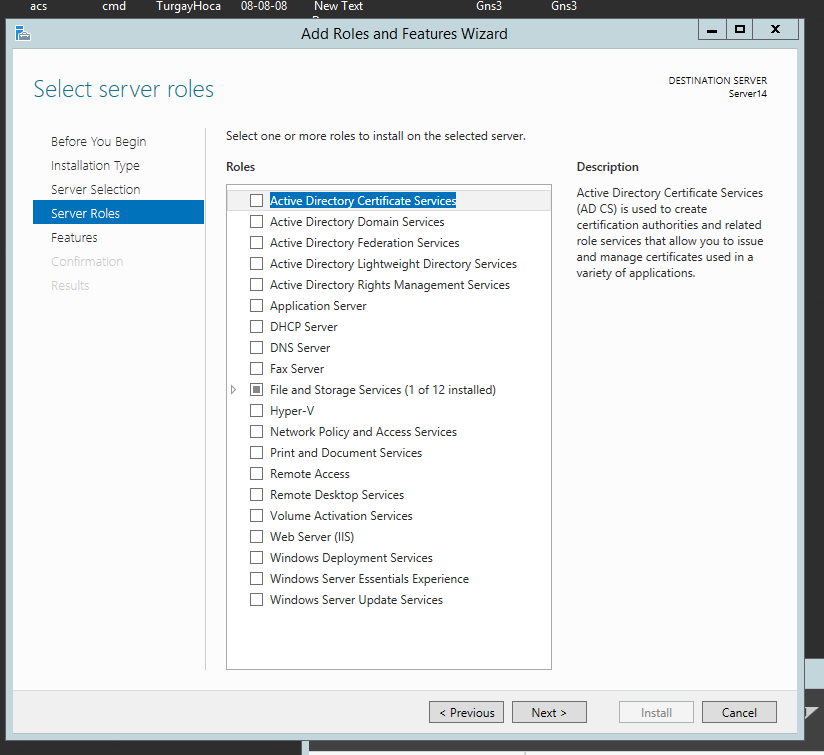 acs cmd TurgayHoca 08-08-08 New Text Gns3 Gns3
Add Roles and Features Wizard
Select server roles
DESTINATION SERVER
Server14
Before You Begin
Installation Type
Server Selection
Server Roles
Features
Confirmation
Results
Select one or more roles to install on the selected server.
Roles
Active Directory Certificate Services
Active Directory Domain Services
Active Directory Federation Services
Active Directory Lightweight Directory Services
Active Directory Rights Management Services
Application Server
DHCP Server
DNS Server
Fax Server
File and Storage Services (1 of 12 installed)
Hyper-V
Network Policy and Access Services
Print and Document Services
Remote Access
Remote Desktop Services
Volume Activation Services
Web Server (IIS)
Windows Deployment Services
Windows Server Essentials Experience
Windows Server Update Services
Description
Active Directory Certificate Services
(AD CS) is used to create
certification authorities and related
role services that allow you to issue
and manage certificates used in a
variety of applications.
< Previous
Next >
Install
Cancel